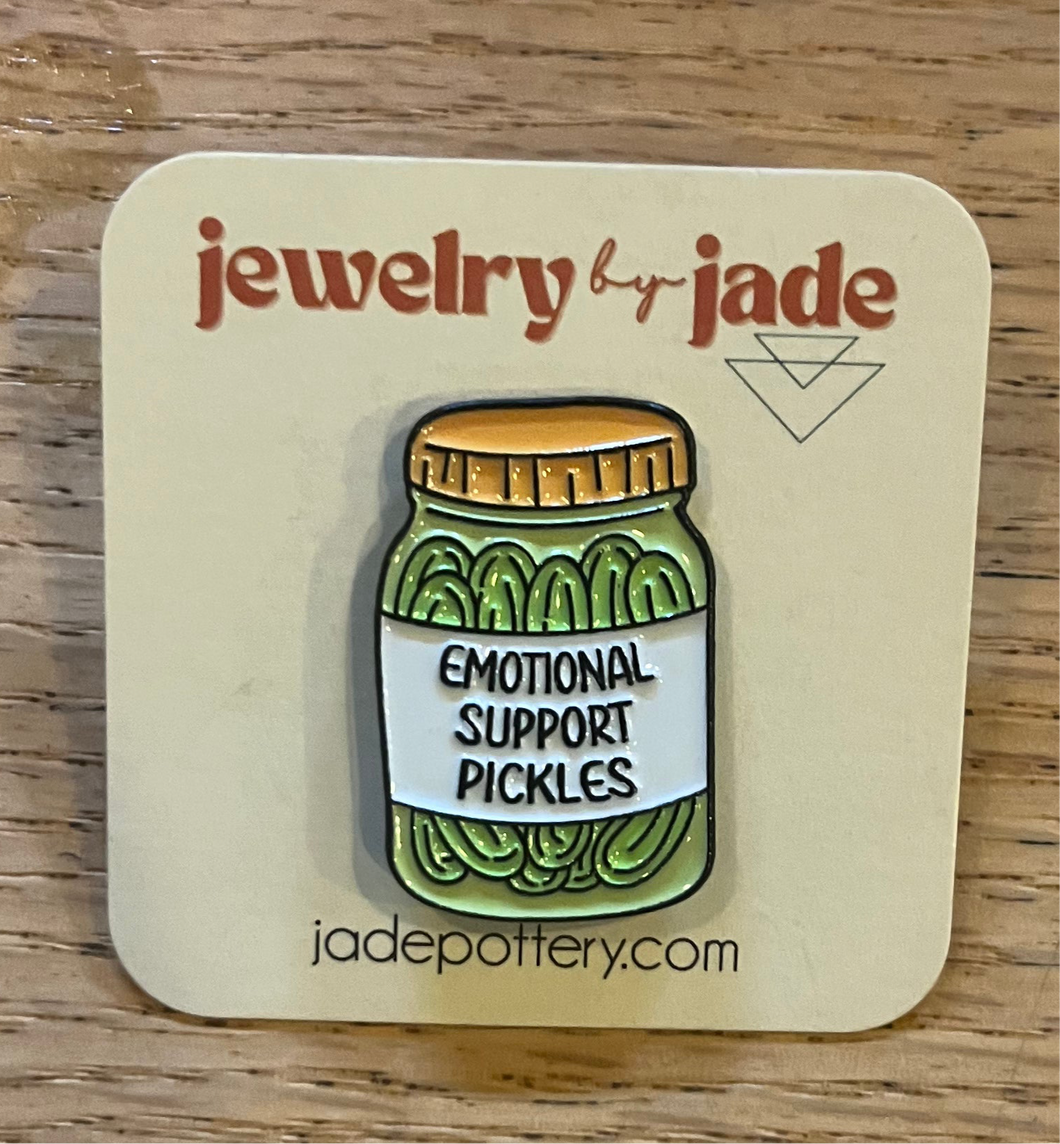 jewelry by jade
EMOTIONAL
SUPPORT
PICKLES
jadepottery.com